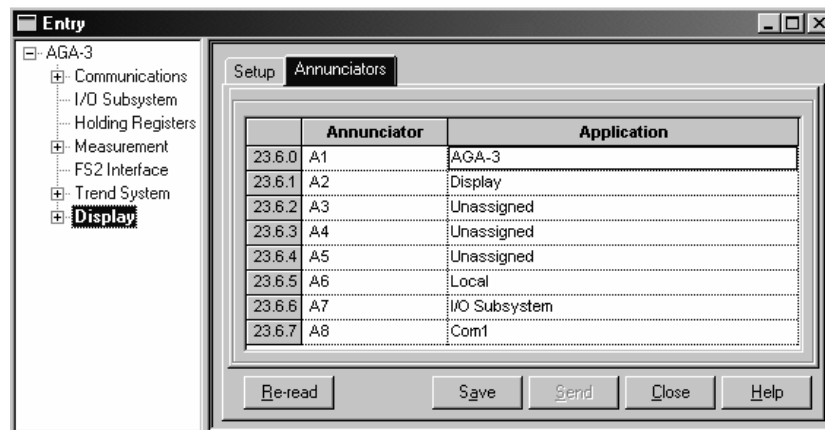 Entry
AGA-3
Communications
I/O Subsystem
Holding Registers
Measurement
FS2 Interface
Trend System
Display
Setup Annunciators
Annunciator Application
23.6.0 A1 AGA-3
23.6.1 A2 Display
23.6.2 A3 Unassigned
23.6.3 A4 Unassigned
23.6.4 A5 Unassigned
23.6.5 A6 Local
23.6.6 A7 I/O Subsystem
23.6.7 A8 Com1
Re-read Save Send Close Help